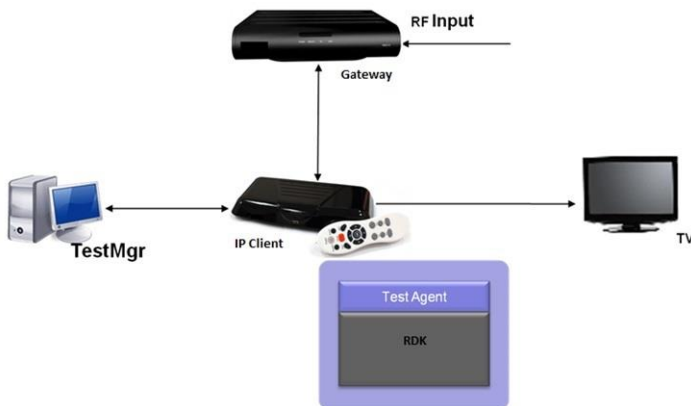 RF Input
Gateway
TestMgr
IP Client
TV
Test Agent
RDK